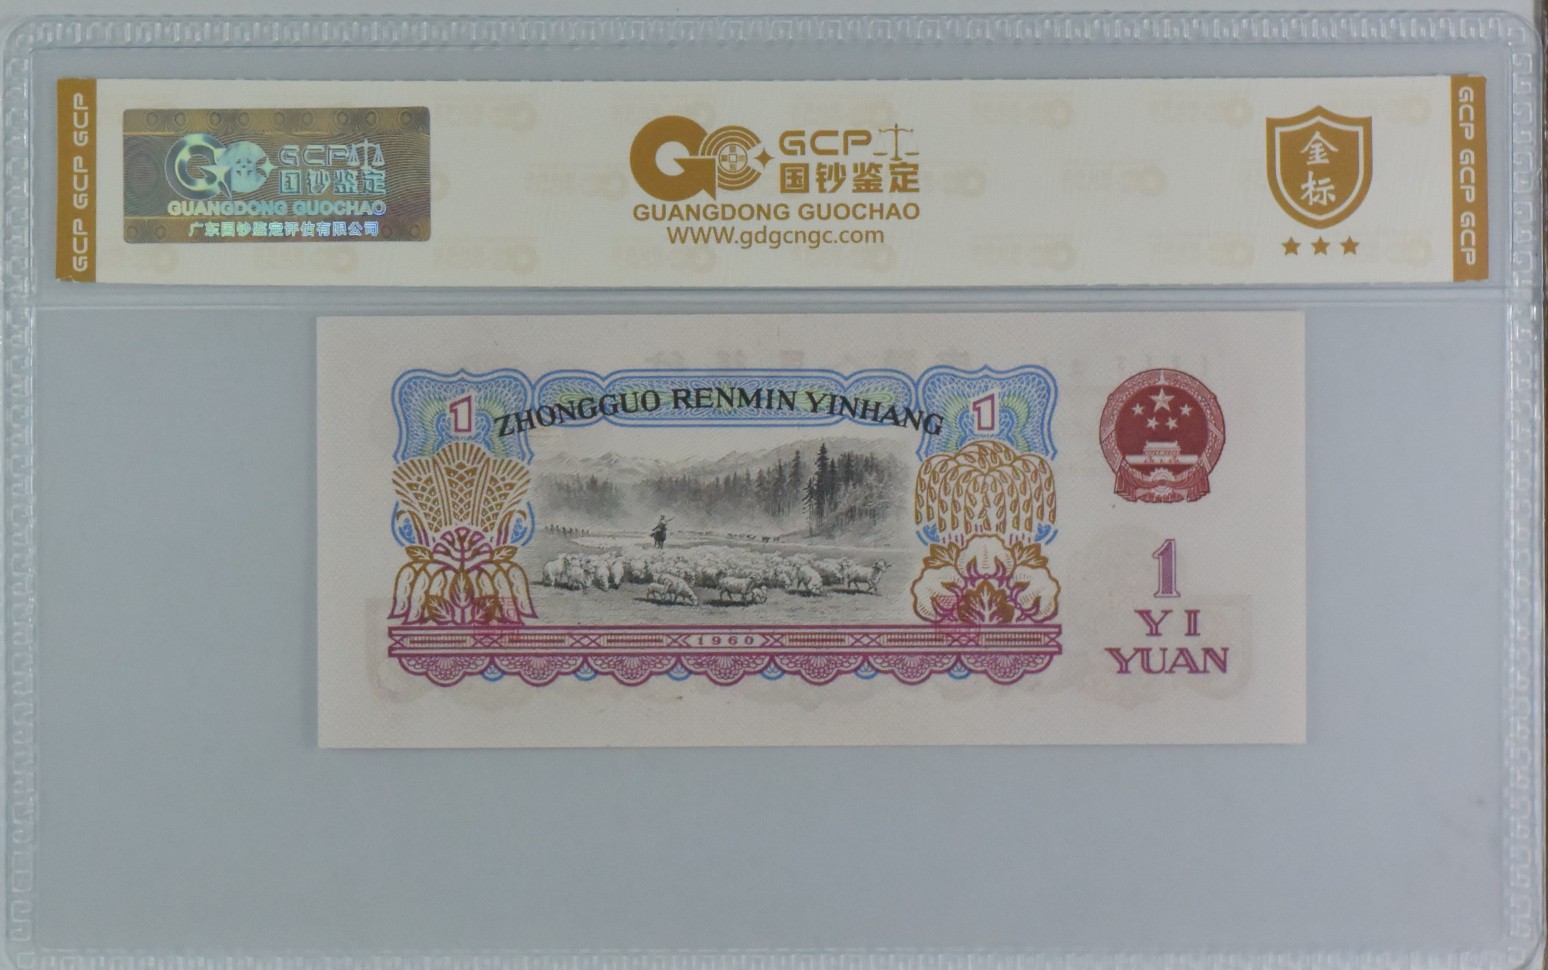 GCP GCP GCP
GCP
国钞鉴定
GUANGDONG GUOCHAO
广东国钞鉴定评估有限公司
GCP
国钞鉴定
GUANGDONG GUOCHAO
www.gdgcngc.com
金
标
GCP GCP GCP
1
ZHONGGUO RENMIN YINHANG
1
1960
1
YI
YUAN